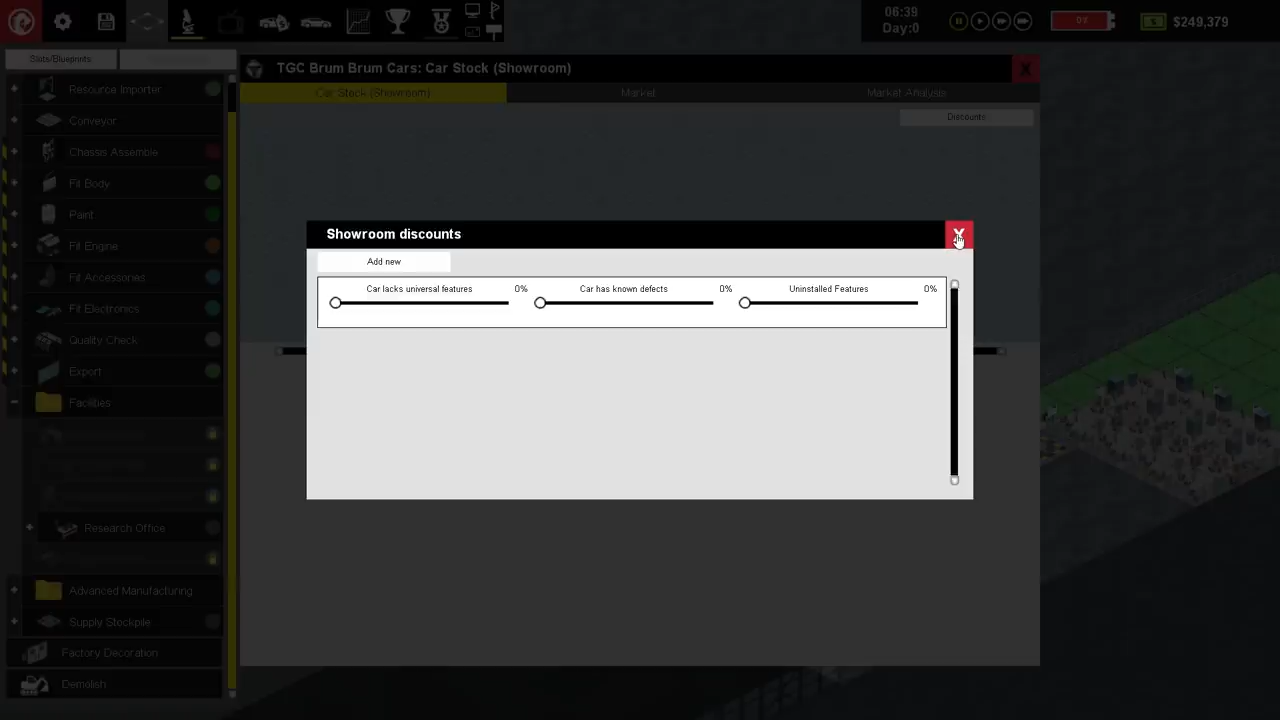 06:39
Day:0
0%
$ $249,379
Slots/Blueprints
Resource Importer
Conveyor
Chassis Assemble
Fit Body
Paint
Fit Engine
Fit Accessories
Fit Electronics
Quality Check
Export
Facilities
Research Office
Advanced Manufacturing
Supply Stockpile
Factory Decoration
Demolish
TGC Brum Brum Cars: Car Stock (Showroom)
X
Car Stock (Showroom)
Market
Market Analysis
Discounts
Showroom discounts
X
Add new
Car lacks universal features 0%
Car has known defects 0%
Uninstalled Features 0%